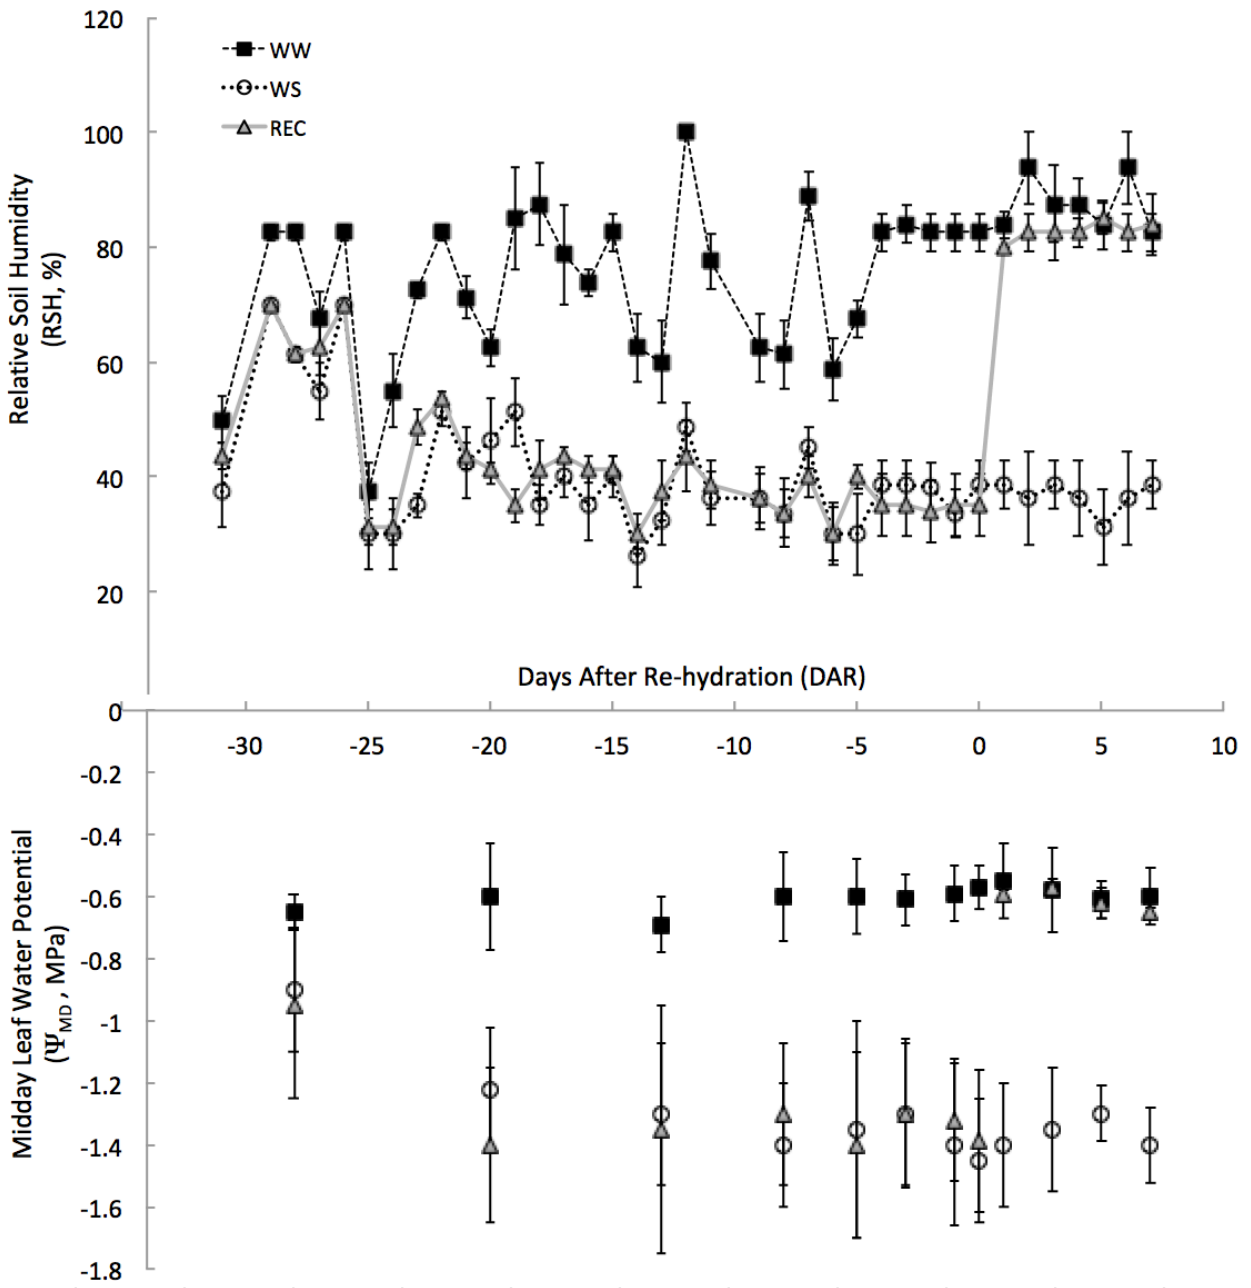 120
100
80
60
40
20
WW
WS
REC
Relative Soil Humidity
(RSH, %)
Days After Re-hydration (DAR)
-30 -25 -20 -15 -10 -5 0 5 10
0
-0.2
-0.4
-0.6
-0.8
-1
-1.2
-1.4
-1.6
-1.8
Midday Leaf Water Potential
(ΨMD , MPa)